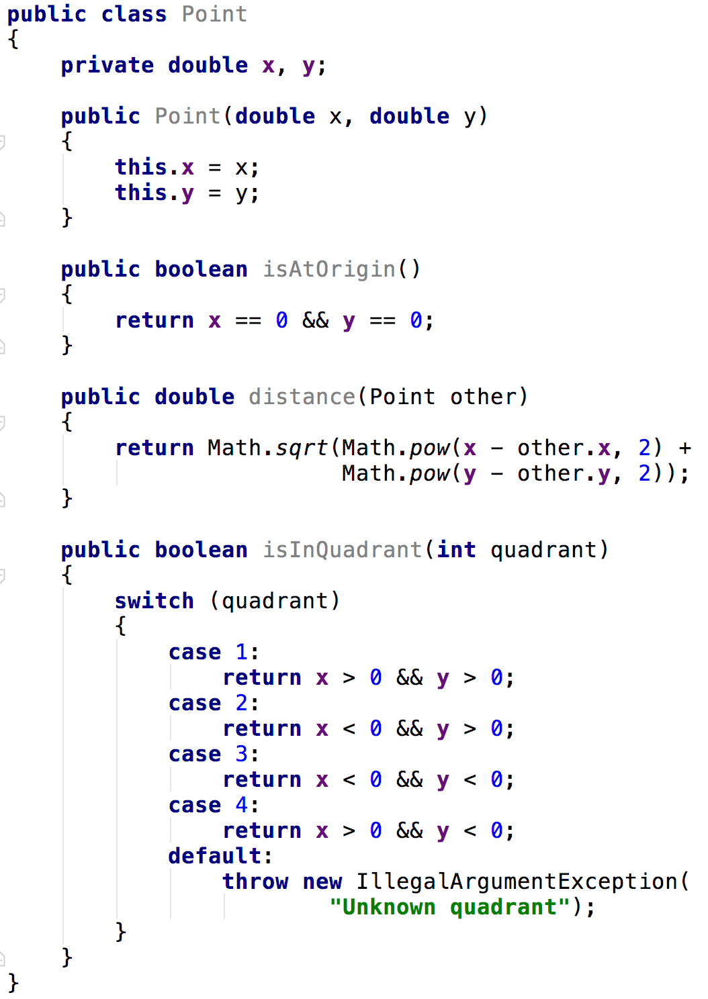 public class Point
{
    private double x, y;

    public Point(double x, double y)
    {
        this.x = x;
        this.y = y;
    }

    public boolean isAtOrigin()
    {
        return x == 0 && y == 0;
    }

    public double distance(Point other)
    {
        return Math.sqrt(Math.pow(x - other.x, 2) +
                         Math.pow(y - other.y, 2));
    }

    public boolean isInQuadrant(int quadrant)
    {
        switch (quadrant)
        {
            case 1:
                return x > 0 && y > 0;
            case 2:
                return x < 0 && y > 0;
            case 3:
                return x < 0 && y < 0;
            case 4:
                return x > 0 && y < 0;
            default:
                throw new IllegalArgumentException(
                        "Unknown quadrant");
        }
    }
}